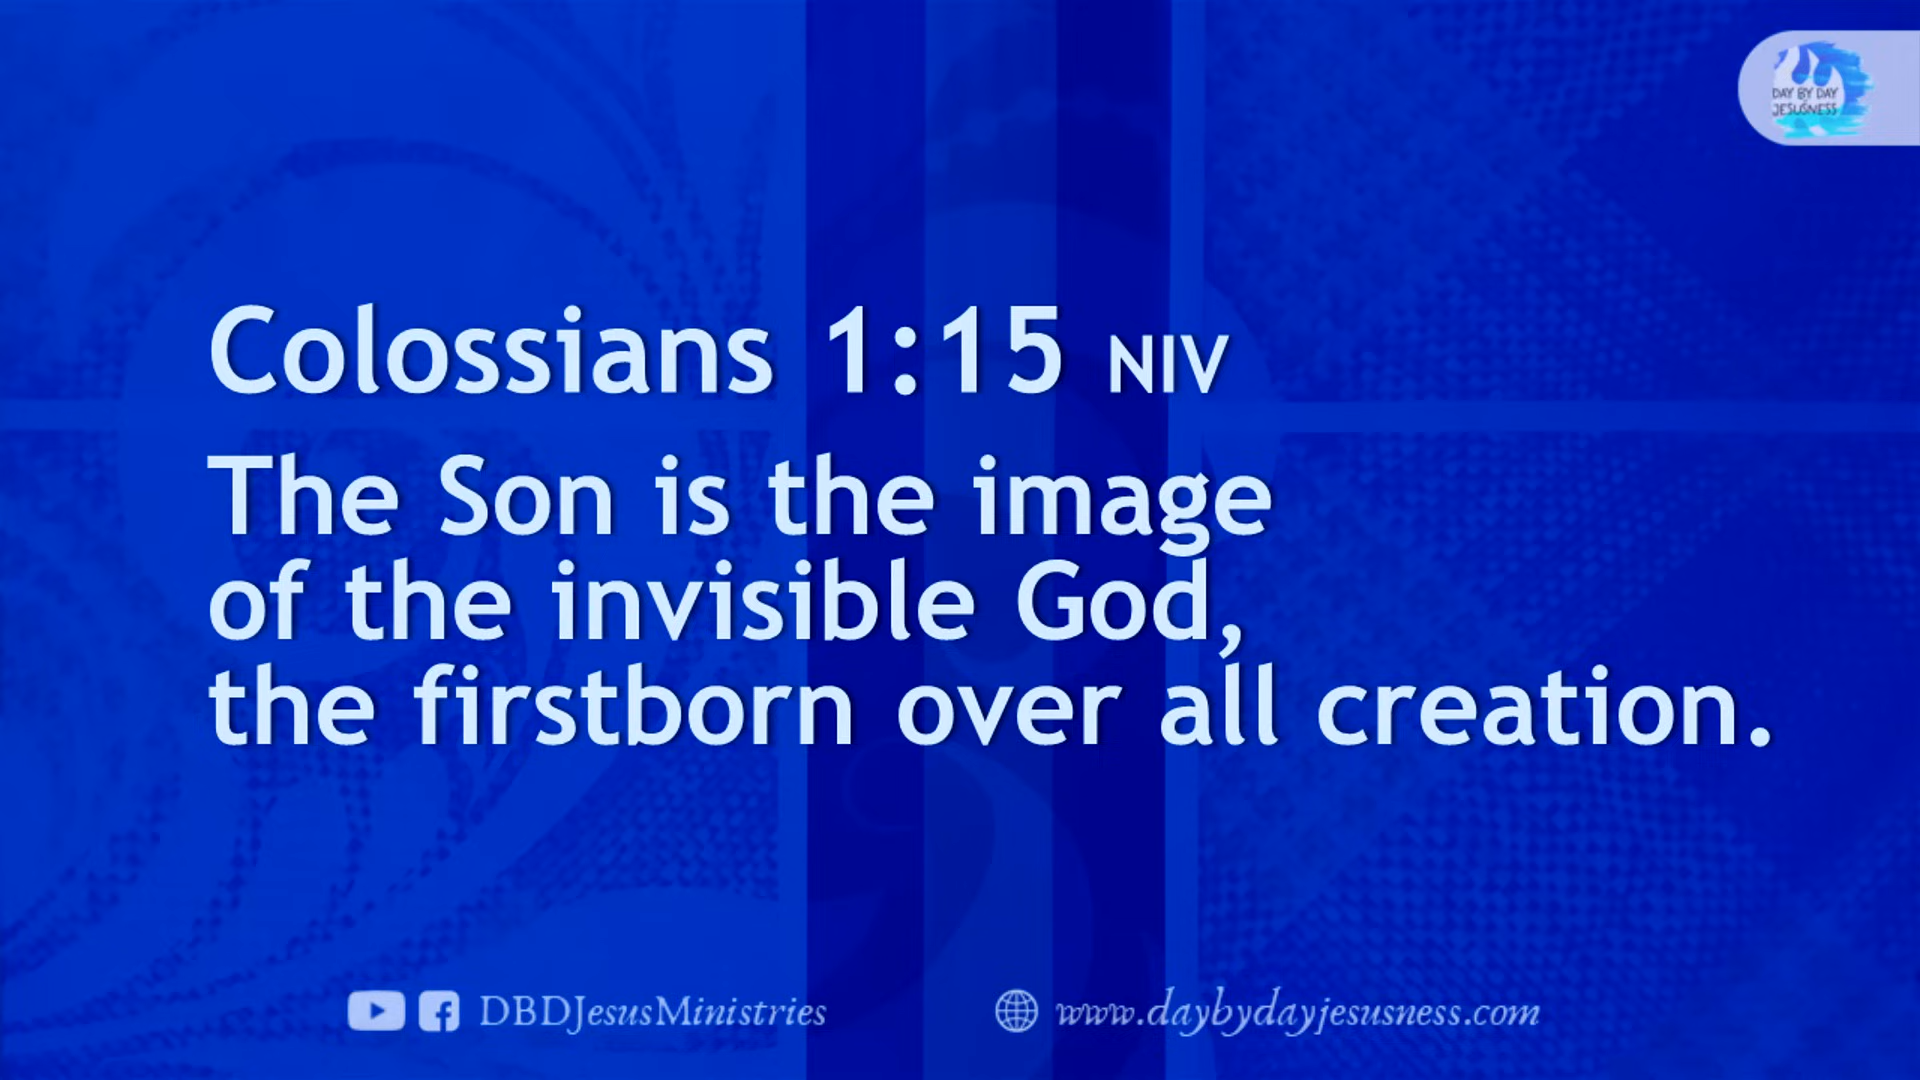 DAY BY DAY
JESUSNESS
Colossians 1:15 NIV
The Son is the image
of the invisible God,
the firstborn over all creation.
DBDJesusMinistries
www.daybydayjesusness.com